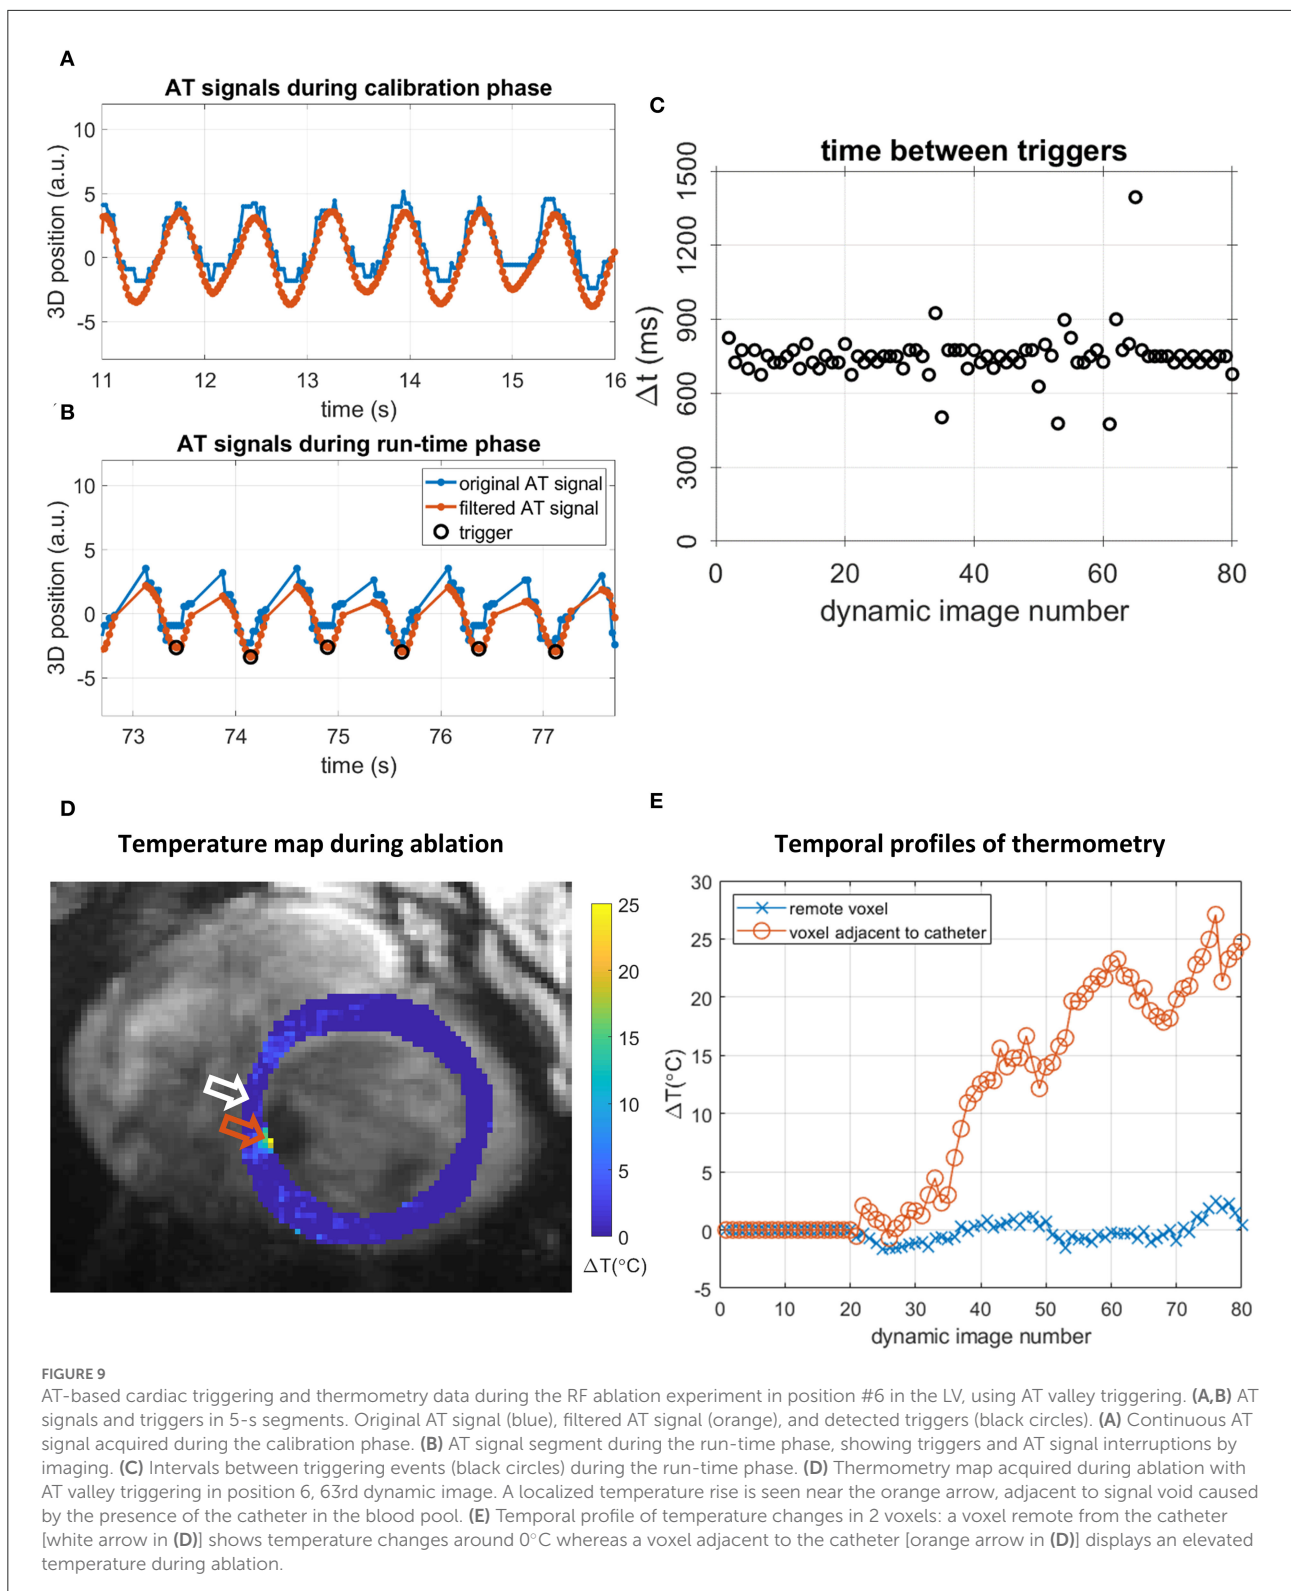 A
AT signals during calibration phase
10
5
0
-5
3D position (a.u.)
11 12 13 14 15 16
time (s)
B
AT signals during run-time phase
original AT signal
filtered AT signal
trigger
10
5
0
-5
3D position (a.u.)
73 74 75 76 77
time (s)
C
time between triggers
1500
1200
900
600
300
0
Δt (ms)
0 20 40 60 80
dynamic image number
D
Temperature map during ablation
25
20
15
10
5
0
ΔT(°C)
E
Temporal profiles of thermometry
remote voxel
voxel adjacent to catheter
30
25
20
15
10
5
0
-5
ΔT(°C)
0 10 20 30 40 50 60 70 80
dynamic image number
FIGURE 9
AT-based cardiac triggering and thermometry data during the RF ablation experiment in position #6 in the LV, using AT valley triggering. (A,B) AT
signals and triggers in 5-s segments. Original AT signal (blue), filtered AT signal (orange), and detected triggers (black circles). (A) Continuous AT
signal acquired during the calibration phase. (B) AT signal segment during the run-time phase, showing triggers and AT signal interruptions by
imaging. (C) Intervals between triggering events (black circles) during the run-time phase. (D) Thermometry map acquired during ablation with
AT valley triggering in position 6, 63rd dynamic image. A localized temperature rise is seen near the orange arrow, adjacent to signal void caused
by the presence of the catheter in the blood pool. (E) Temporal profile of temperature changes in 2 voxels: a voxel remote from the catheter
[white arrow in (D)] shows temperature changes around 0°C whereas a voxel adjacent to the catheter [orange arrow in (D)] displays an elevated
temperature during ablation.